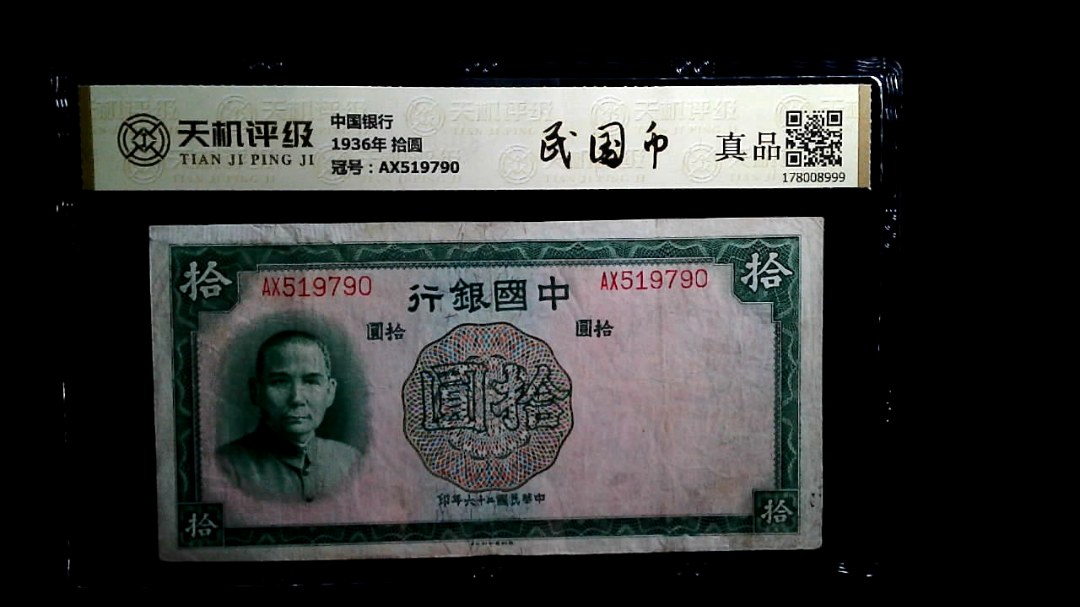 天机评级
TIAN JI PING JI
中国银行
1936年 拾圆
冠号：AX519790
民国币
真品
178008999
拾
AX519790
中國銀行
AX519790
拾
拾圓
拾圓
拾圓
中華民國二十六年印
拾
拾